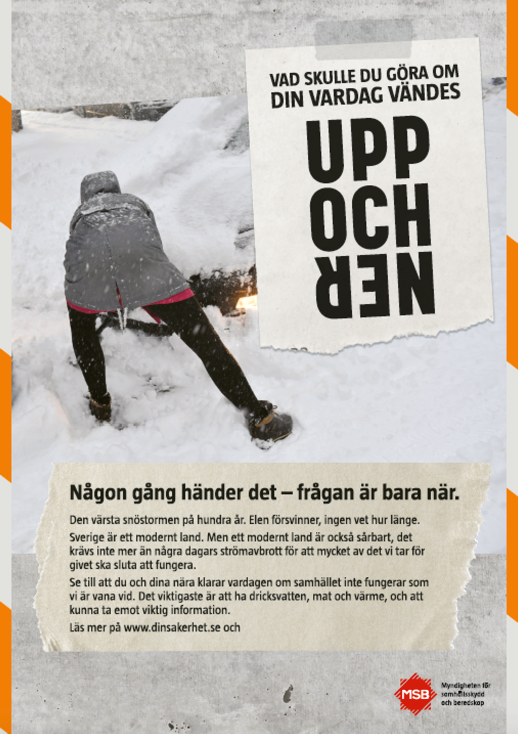 VAD SKULLE DU GÖRA OM
DIN VARDAG VÄNDES
UPP
OCH
NER
Någon gång händer det – frågan är bara när.
Den värsta snöstormen på hundra år. Elen försvinner, ingen vet hur länge.
Sverige är ett modernt land. Men ett modernt land är också sårbart, det
krävs inte mer än några dagars strömavbrott för att mycket av det vi tar för
givet ska sluta att fungera.
Se till att du och dina nära klarar vardagen om samhället inte fungerar som
vi är vana vid. Det viktigaste är att ha dricksvatten, mat och värme, och att
kunna ta emot viktig information.
Läs mer på www.dinsakerhet.se och
MSB
Myndigheten för
samhällsskydd
och beredskap